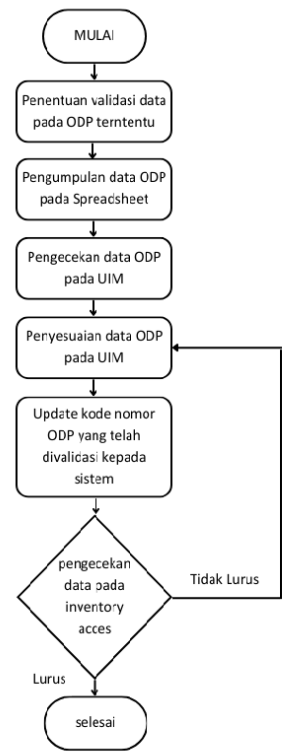 MULAI
Penentuan validasi data
pada ODP terntentu
Pengumpulan data ODP
pada Spreadsheet
Pengecekan data ODP
pada UIM
Penyesuaian data ODP
pada UIM
Update kode nomor
ODP yang telah
divalidasi kepada
sistem
pengecekan
data pada
inventory
acces
Tidak Lurus
Lurus
selesai